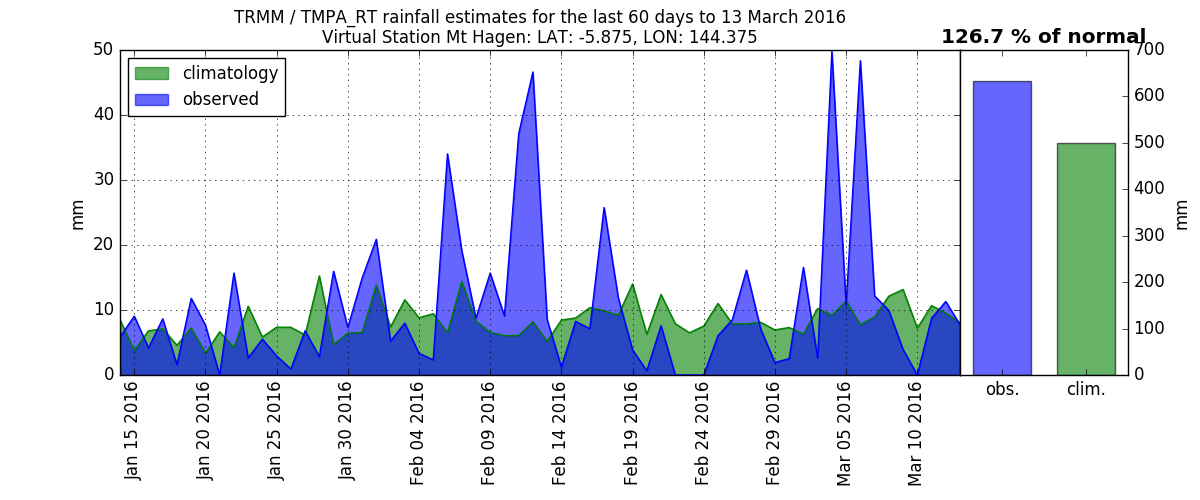 TRMM / TMPA_RT rainfall estimates for the last 60 days to 13 March 2016
Virtual Station Mt Hagen: LAT: -5.875, LON: 144.375
126.7 % of normal
climatology
observed
50
40
30
20
10
0
mm
Jan 15 2016
Jan 20 2016
Jan 25 2016
Jan 30 2016
Feb 04 2016
Feb 09 2016
Feb 14 2016
Feb 19 2016
Feb 24 2016
Feb 29 2016
Mar 05 2016
Mar 10 2016
obs.
clim.
700
600
500
400
300
200
100
0
mm